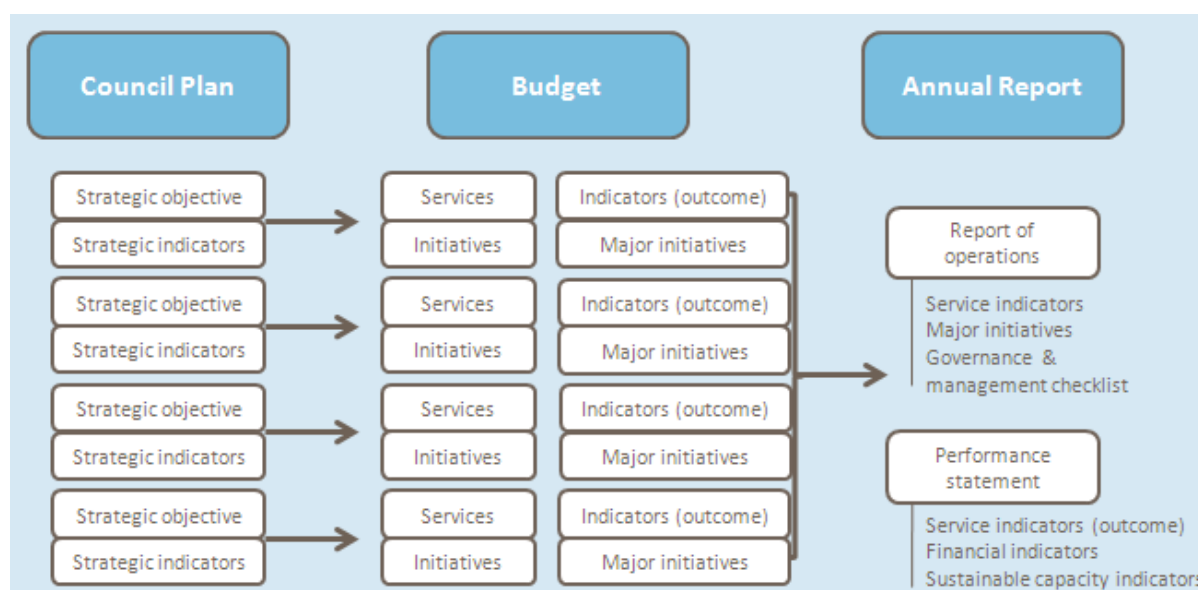 Council Plan
Budget
Annual Report
Strategic objective
Strategic indicators
Services
Initiatives
Indicators (outcome)
Major initiatives
Strategic objective
Strategic indicators
Services
Initiatives
Indicators (outcome)
Major initiatives
Strategic objective
Strategic indicators
Services
Initiatives
Indicators (outcome)
Major initiatives
Strategic objective
Strategic indicators
Services
Initiatives
Indicators (outcome)
Major initiatives
Report of
operations
Service indicators
Major initiatives
Governance &
management checklist
Performance
statement
Service indicators (outcome)
Financial indicators
Sustainable capacity indicators